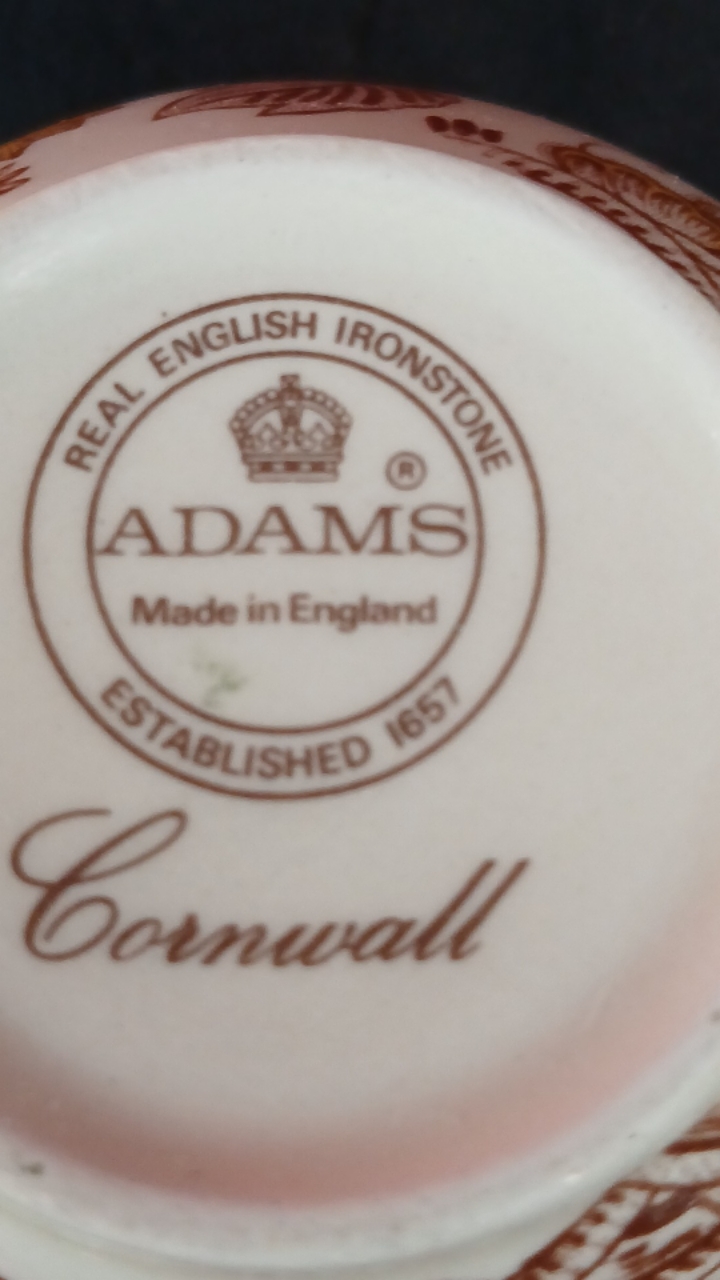 REAL ENGLISH IRONSTONE
®
ADAMS
Made in England
ESTABLISHED 1657
Cornwall